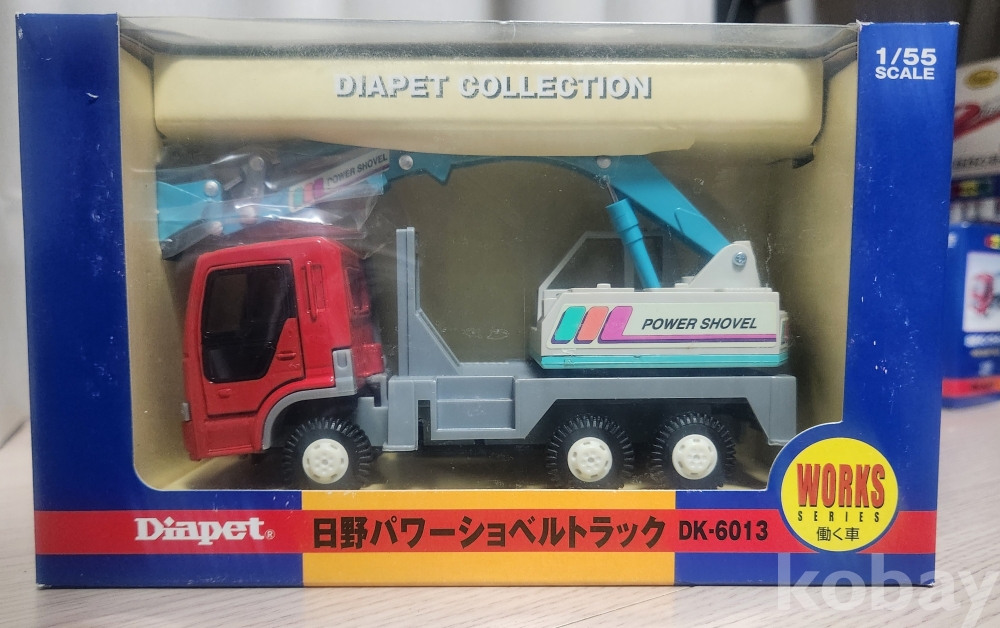 1/55
SCALE
DIAPET COLLECTION
POWER SHOVEL
POWER SHOVEL
WORKS
SERIES
働く車
Diapet®
日野パワーショベルトラック DK-6013
kobay